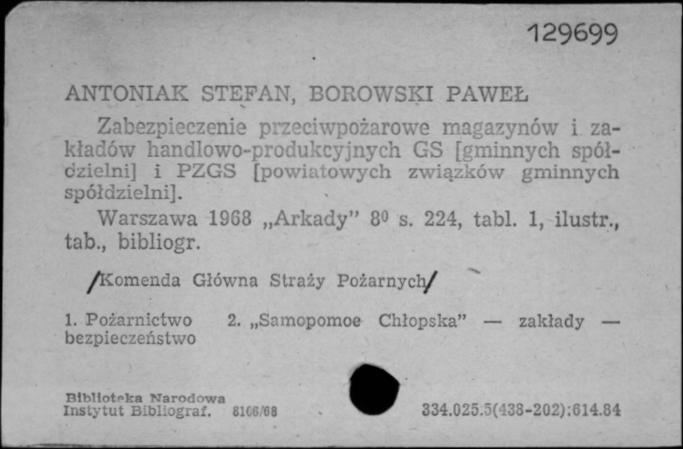 129699
ANTONIAK STEFAN, BOROWSKI PAWEŁ
Zabezpieczenie przeciwpożarowe magazynów i za-
kładów handlowo-produkcyjnych GS [gminnych spół-
dzielni] i PZGS [powiatowych związków gminnych
spółdzielni].
Warszawa 1968 „Arkady” 8⁰ s. 224, tabl. 1, ilustr.,
tab., bibliogr.
/Komenda Główna Straży Pożarnych/
1. Pożarnictwo 2. „Samopomoe Chłopska” — zakłady —
bezpieczeństwo
Biblioteka Narodowa
Instytut Bibliograf. 8106/68 334.025.5(438-202):614.84